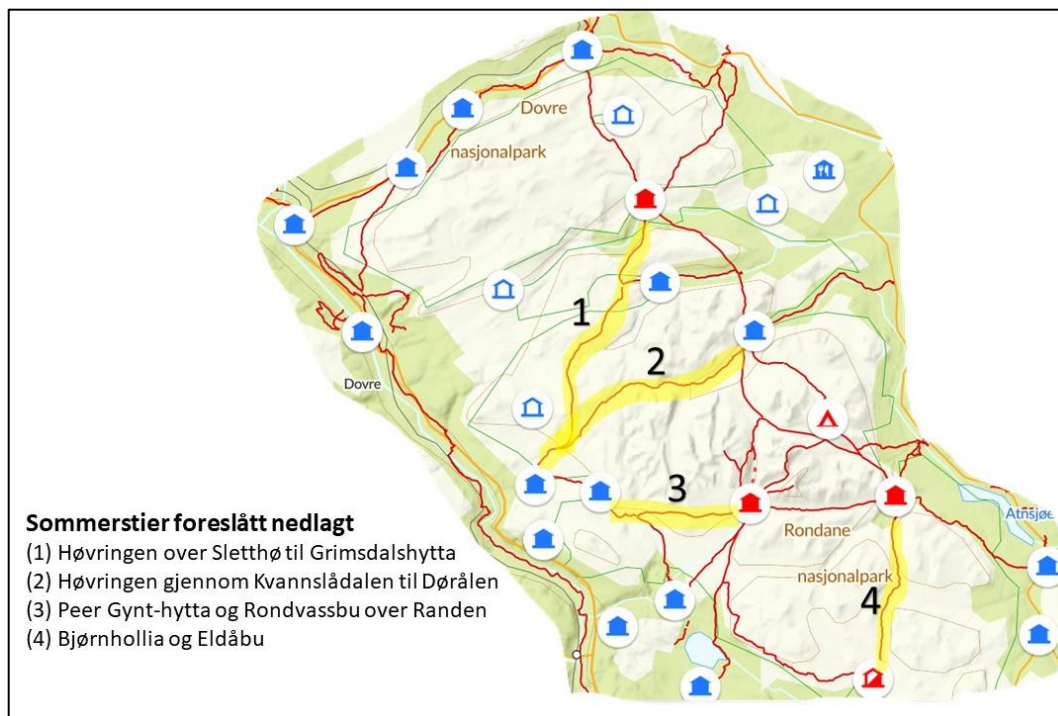 Dovre
nasjonalpark
1
2
Dovre
3
Rondane
Atnsjøe
nasjonalpark
4
Sommerstier foreslått nedlagt
(1) Høvringen over Sletthø til Grimsdalshytta
(2) Høvringen gjennom Kvannslådalen til Dørålen
(3) Peer Gynt-hytta og Rondvassbu over Randen
(4) Bjørnhollia og Eldåbu